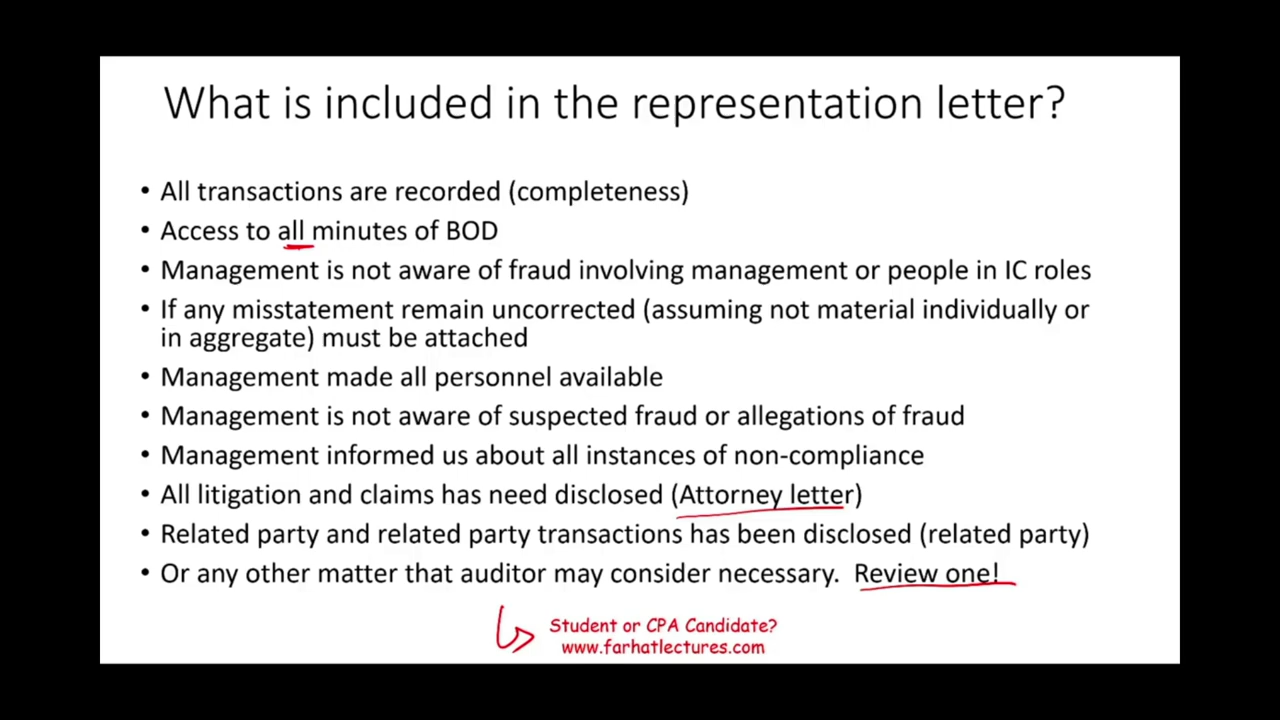 What is included in the representation letter?
• All transactions are recorded (completeness)
• Access to all minutes of BOD
• Management is not aware of fraud involving management or people in IC roles
• If any misstatement remain uncorrected (assuming not material individually or
in aggregate) must be attached
• Management made all personnel available
• Management is not aware of suspected fraud or allegations of fraud
• Management informed us about all instances of non-compliance
• All litigation and claims has need disclosed (Attorney letter)
• Related party and related party transactions has been disclosed (related party)
• Or any other matter that auditor may consider necessary. Review one!
Student or CPA Candidate?
www.farhatlectures.com